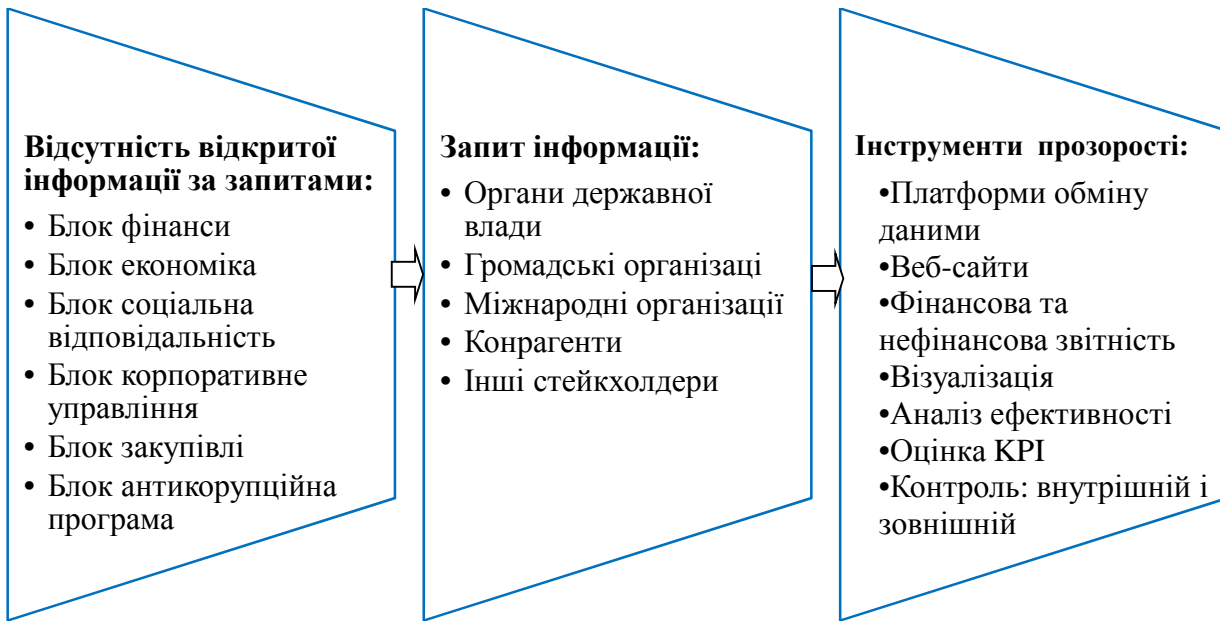 Відсутність відкритої
інформації за запитами:
• Блок фінанси
• Блок економіка
• Блок соціальна
відповідальність
• Блок корпоративне
управління
• Блок закупівлі
• Блок антикорупційна
програма
Запит інформації:
• Органи державної
влади
• Громадські організаці
• Міжнародні організації
• Конрагенти
• Інші стейкхолдери
Інструменти прозорості:
•Платформи обміну
даними
•Веб-сайти
•Фінансова та
нефінансова звітність
•Візуалізація
•Аналіз ефективності
•Оцінка KPI
•Контроль: внутрішній і
зовнішній